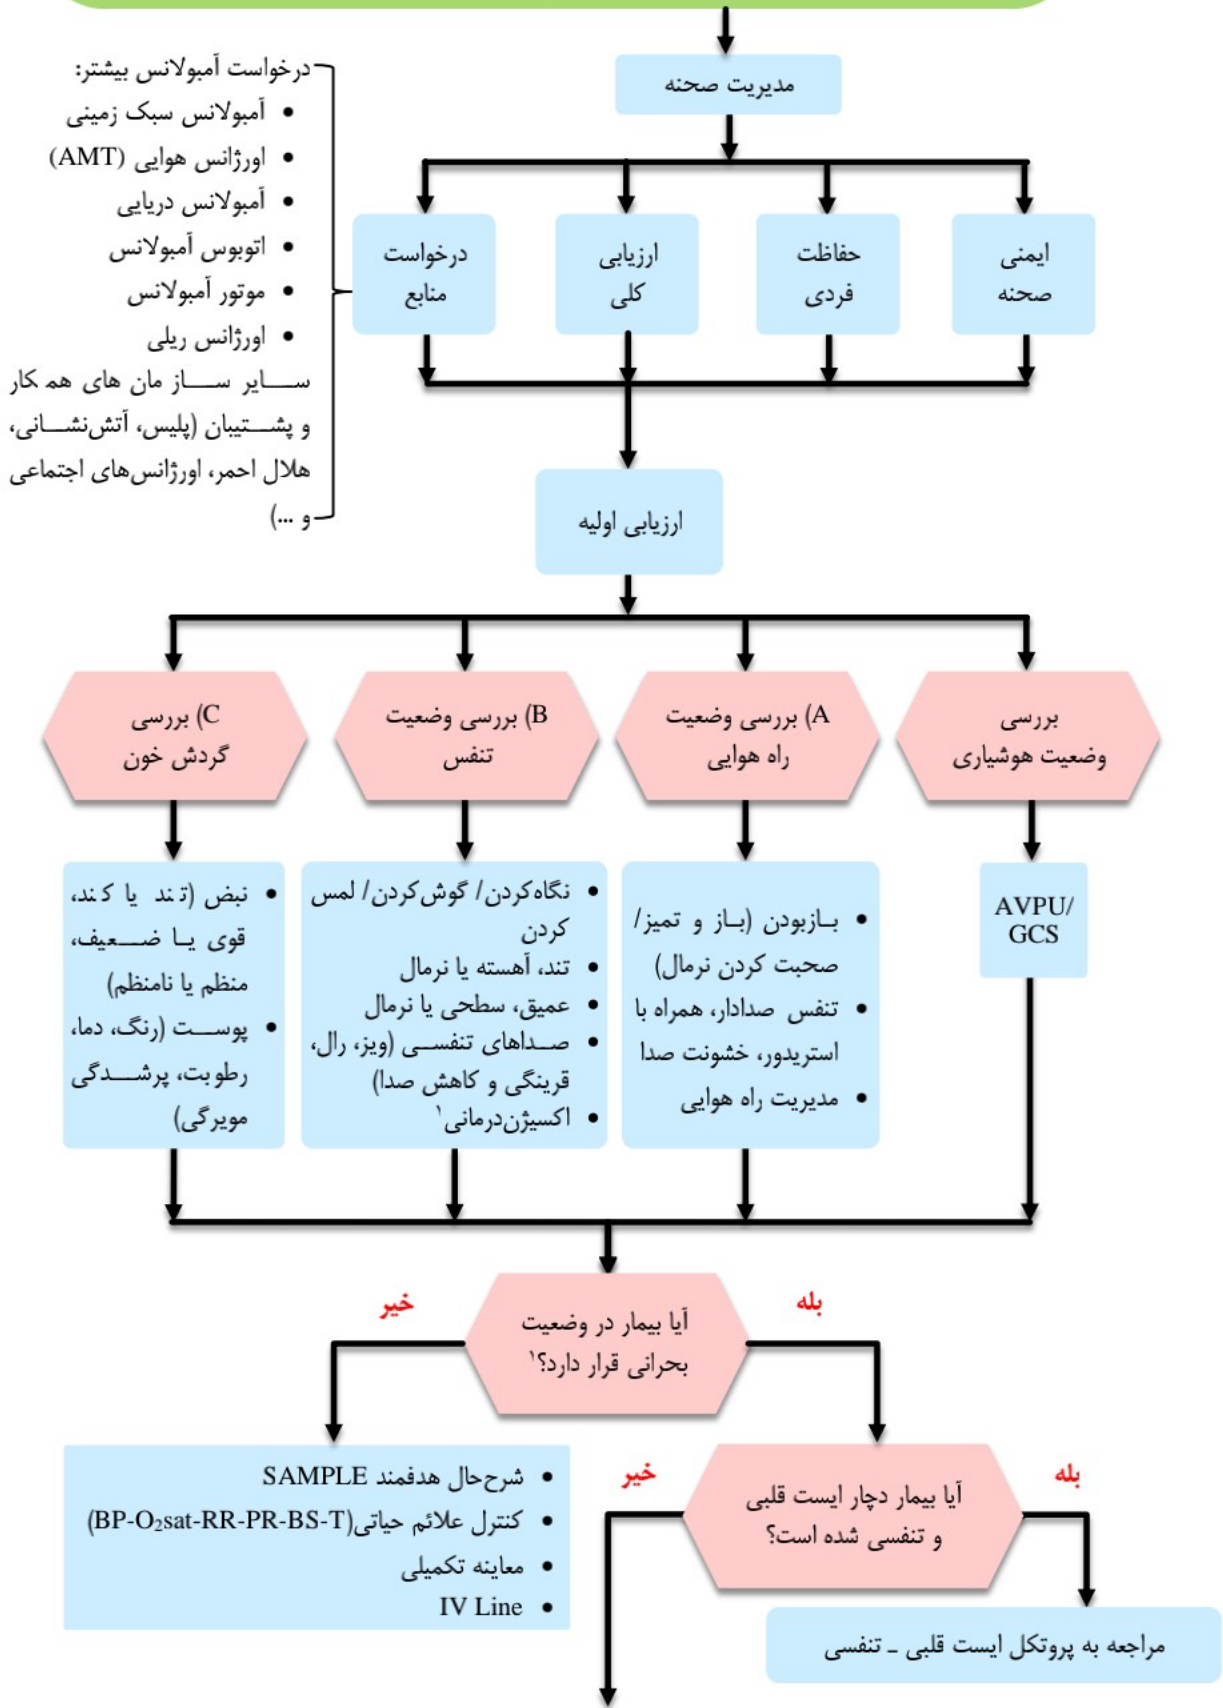 مدیریت صحنه
ایمنی
صحنه
حفاظت
فردی
ارزیابی
کلی
درخواست
منابع
درخواست آمبولانس بیشتر:
• آمبولانس سبک زمینی
• اورژانس هوایی (AMT)
• آمبولانس دریایی
• اتوبوس آمبولانس
• موتور آمبولانس
• اورژانس ریلی
سایر سازمان های همکار
و پشتیبان (پلیس، آتش‌نشانی،
هلال احمر، اورژانس‌های اجتماعی
و ...)
ارزیابی اولیه
بررسی
وضعیت هوشیاری
A) بررسی وضعیت
راه هوایی
B) بررسی وضعیت
تنفس
C) بررسی
گردش خون
AVPU/
GCS
• بازبودن (باز و تمیز/
صحبت کردن نرمال)
• تنفس صدادار، همراه با
استریدور، خشونت صدا
• مدیریت راه هوایی
• نگاه‌کردن/ گوش‌کردن/ لمس
کردن
• تند، آهسته یا نرمال
• عمیق، سطحی یا نرمال
• صداهای تنفسی (ویز، رال،
قرینگی و کاهش صدا)
• اکسیژن‌درمانی۱
• نبض (تند یا کند،
قوی یا ضعیف،
منظم یا نامنظم)
• پوست (رنگ، دما،
رطوبت، پرشدگی
مویرگی)
آیا بیمار در وضعیت
بحرانی قرار دارد؟۱
بله
خیر
آیا بیمار دچار ایست قلبی
و تنفسی شده است؟
بله
خیر
• شرح‌حال هدفمند SAMPLE
• کنترل علائم حیاتی(BP-O₂sat-RR-PR-BS-T)
• معاینه تکمیلی
• IV Line
مراجعه به پروتکل ایست قلبی ـ تنفسی